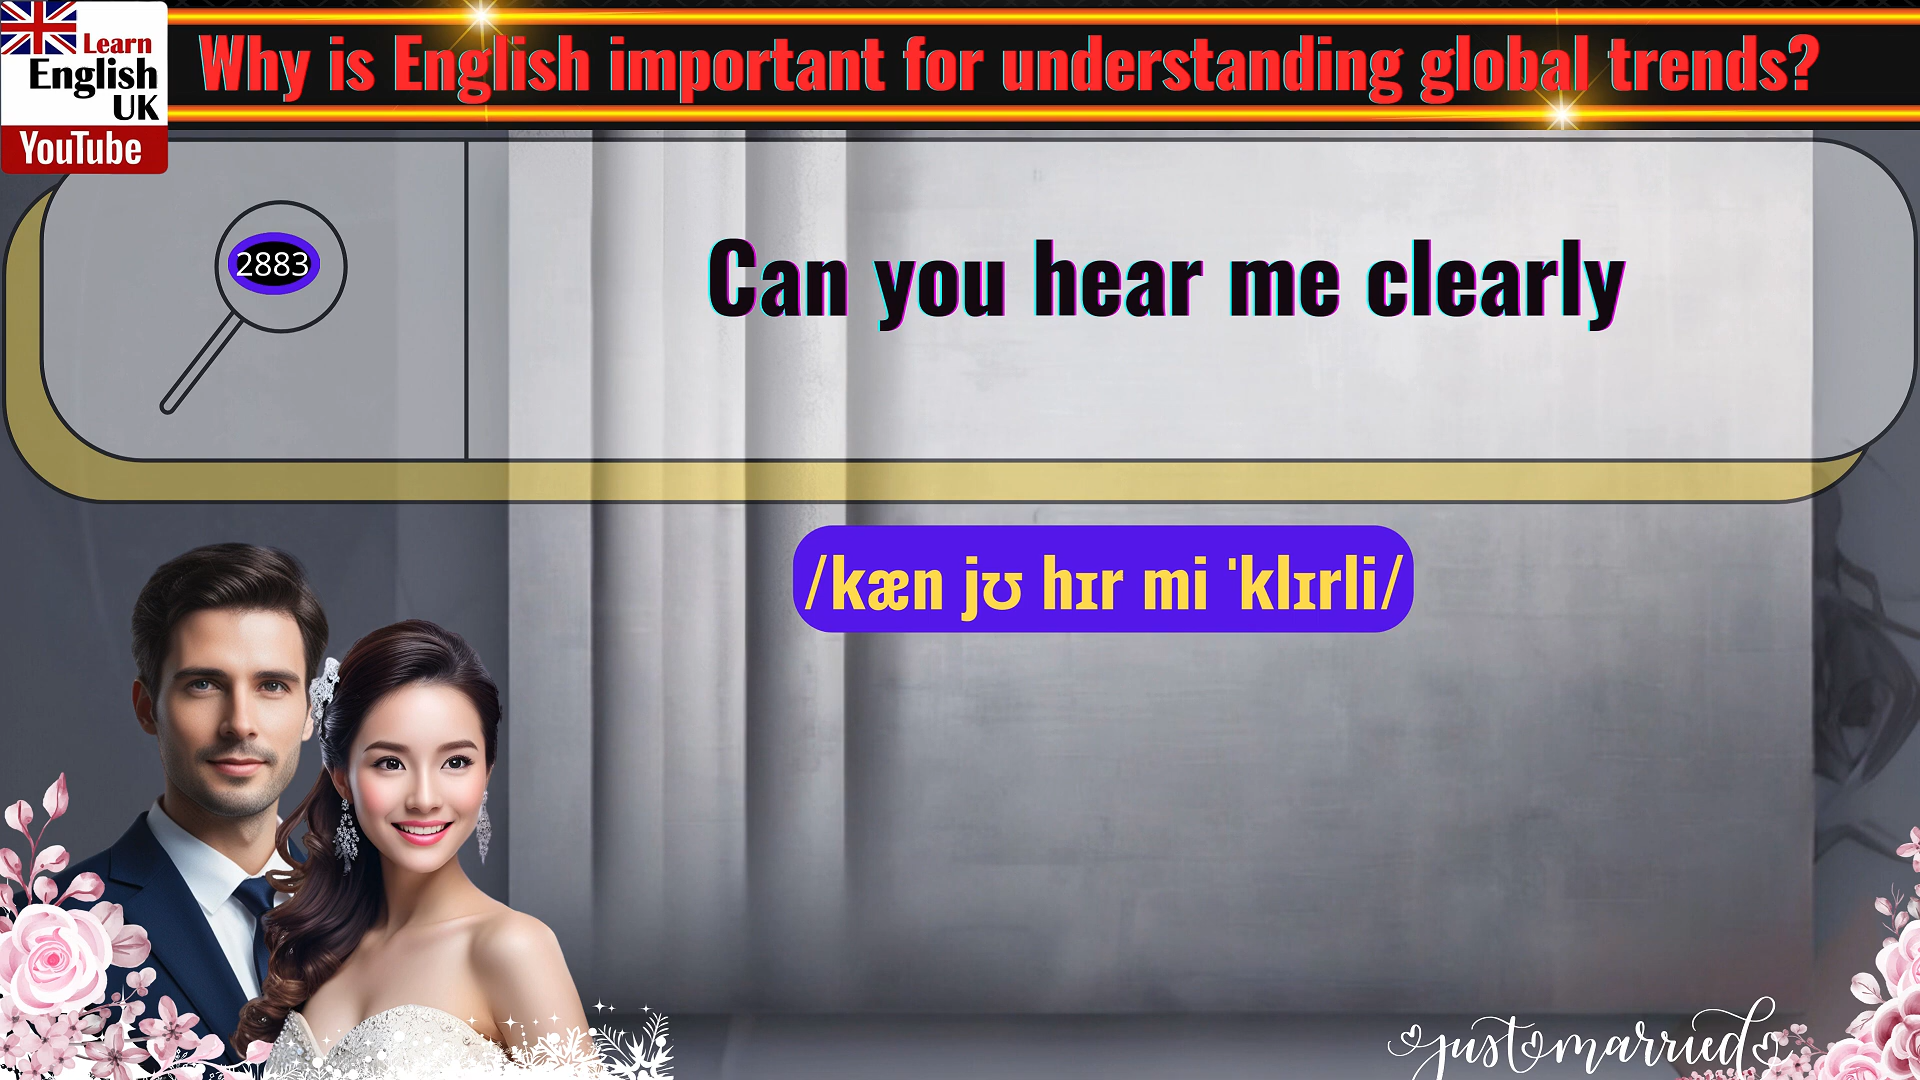 Learn
English
UK
YouTube
Why is English important for understanding global trends?
2883
Can you hear me clearly
/kæn jʊ hɪr mi ˈklɪrli/
just married